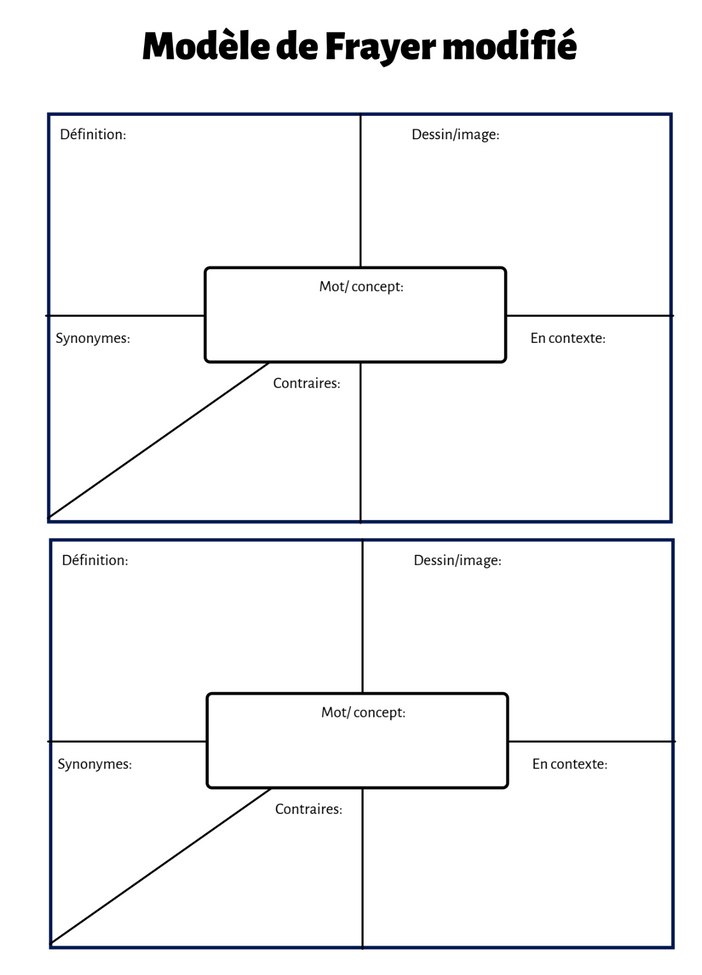 Modèle de Frayer modifié
Définition:
Dessin/image:
Mot/ concept:
Synonymes:
En contexte:
Contraires:
Définition:
Dessin/image:
Mot/ concept:
Synonymes:
En contexte:
Contraires: